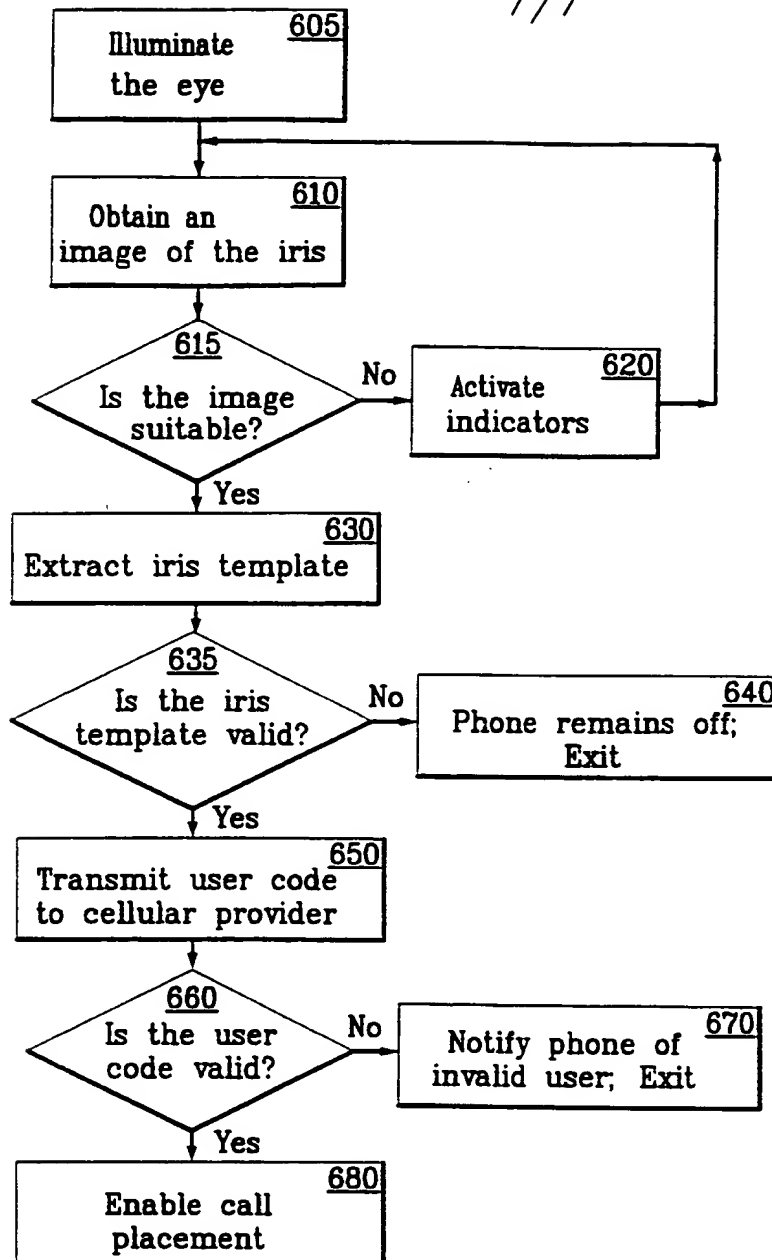 605
Illuminate
the eye
610
Obtain an
image of the iris
615
Is the image
suitable?
No
620
Activate
indicators
Yes
630
Extract iris template
635
Is the iris
template valid?
No
640
Phone remains off;
Exit
Yes
650
Transmit user code
to cellular provider
660
Is the user
code valid?
No
670
Notify phone of
invalid user; Exit
Yes
680
Enable call
placement